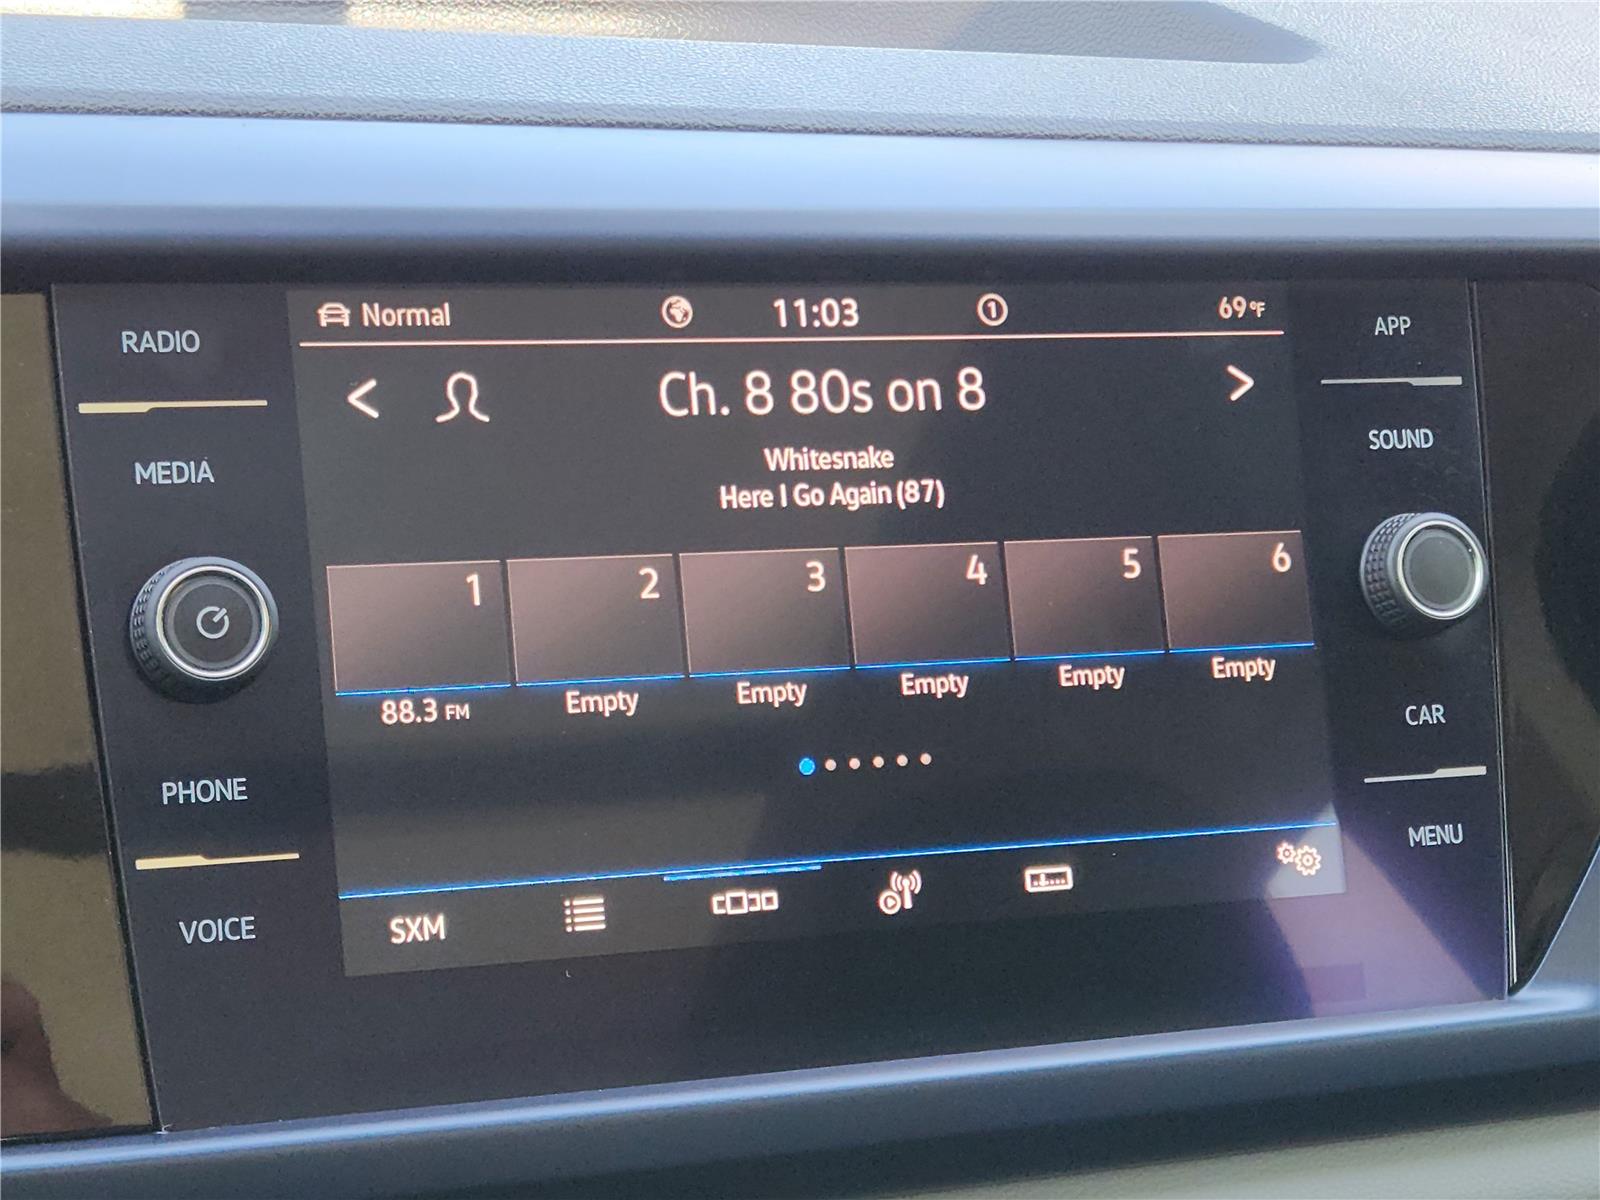 RADIO
MEDIA
PHONE
VOICE
Normal
11:03
1
69°F
Ch. 8 80s on 8
Whitesnake
Here I Go Again (87)
1 2 3 4 5 6
88.3 FM Empty Empty Empty Empty Empty
SXM
APP
SOUND
CAR
MENU